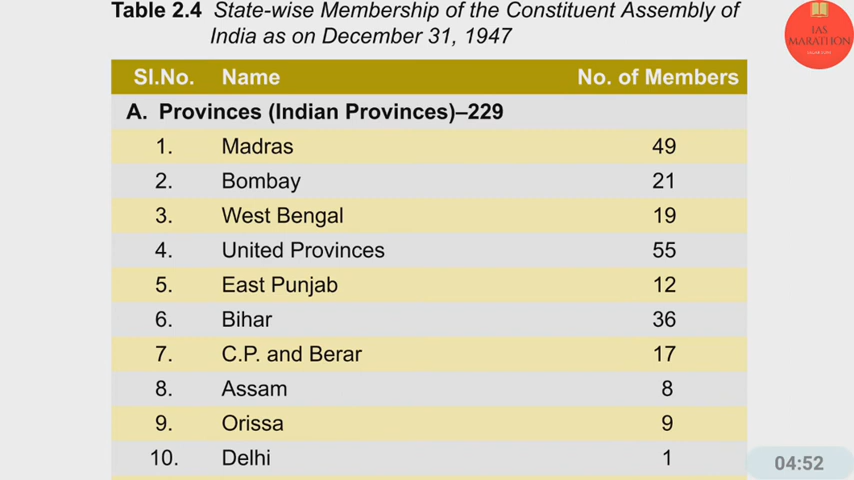 Table 2.4 State-wise Membership of the Constituent Assembly of
India as on December 31, 1947
IAS
MARATHON
Sl.No. Name No. of Members
A. Provinces (Indian Provinces)–229
1. Madras 49
2. Bombay 21
3. West Bengal 19
4. United Provinces 55
5. East Punjab 12
6. Bihar 36
7. C.P. and Berar 17
8. Assam 8
9. Orissa 9
10. Delhi 1
04:52